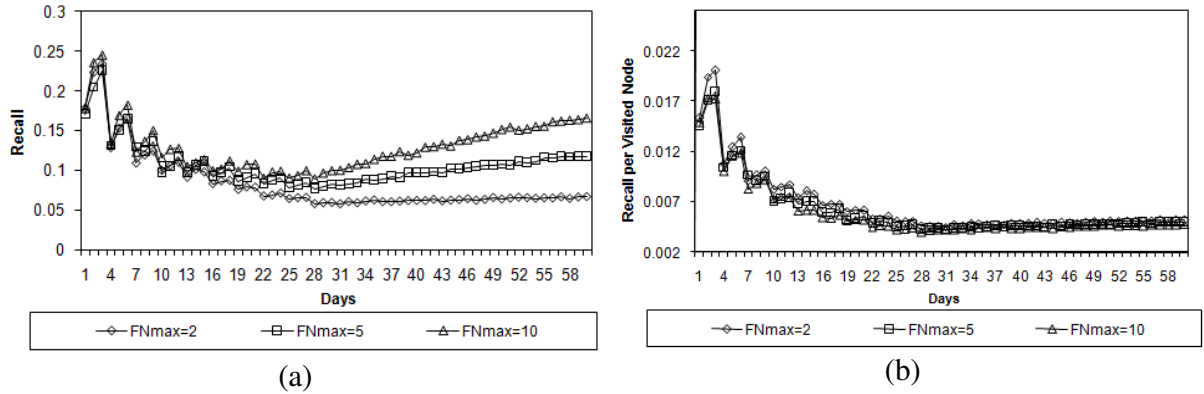 0.3
0.25
0.2
0.15
0.1
0.05
0
Recall
1 4 7 10 13 16 19 22 25 28 31 34 37 40 43 46 49 52 55 58
Days
FNmax=2 FNmax=5 FNmax=10
(a)
0.022
0.017
0.012
0.007
0.002
Recall per Visited Node
1 4 7 10 13 16 19 22 25 28 31 34 37 40 43 46 49 52 55 58
Days
FNmax=2 FNmax=5 FNmax=10
(b)